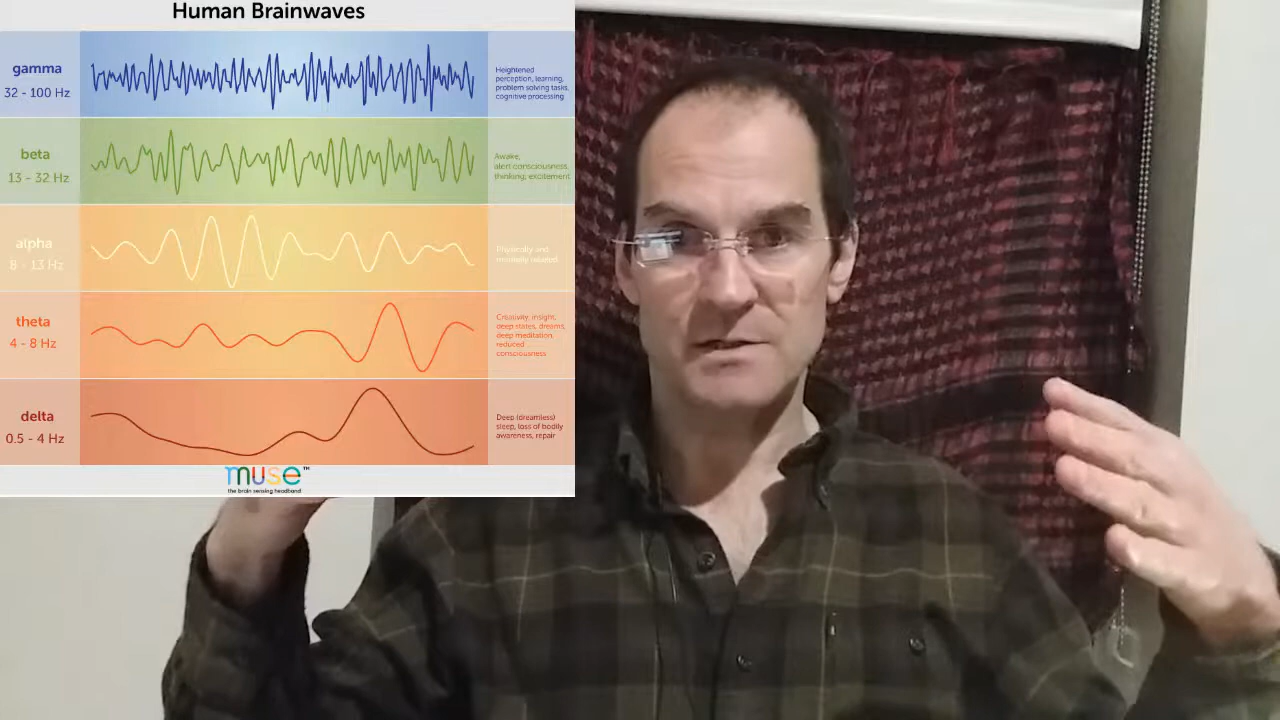 Human Brainwaves
gamma
32 - 100 Hz
Heightened
perception, learning,
problem solving tasks,
cognitive processing
beta
13 - 32 Hz
Awake,
alert consciousness,
thinking, excitement
alpha
8 - 13 Hz
Physically and
mentally relaxed
theta
4 - 8 Hz
Creativity, insight,
deep states, dreams,
deep meditation
reduced
consciousness
delta
0.5 - 4 Hz
Deep (dreamless)
sleep, loss of bodily
awareness, repair
muse™
the brain sensing headband